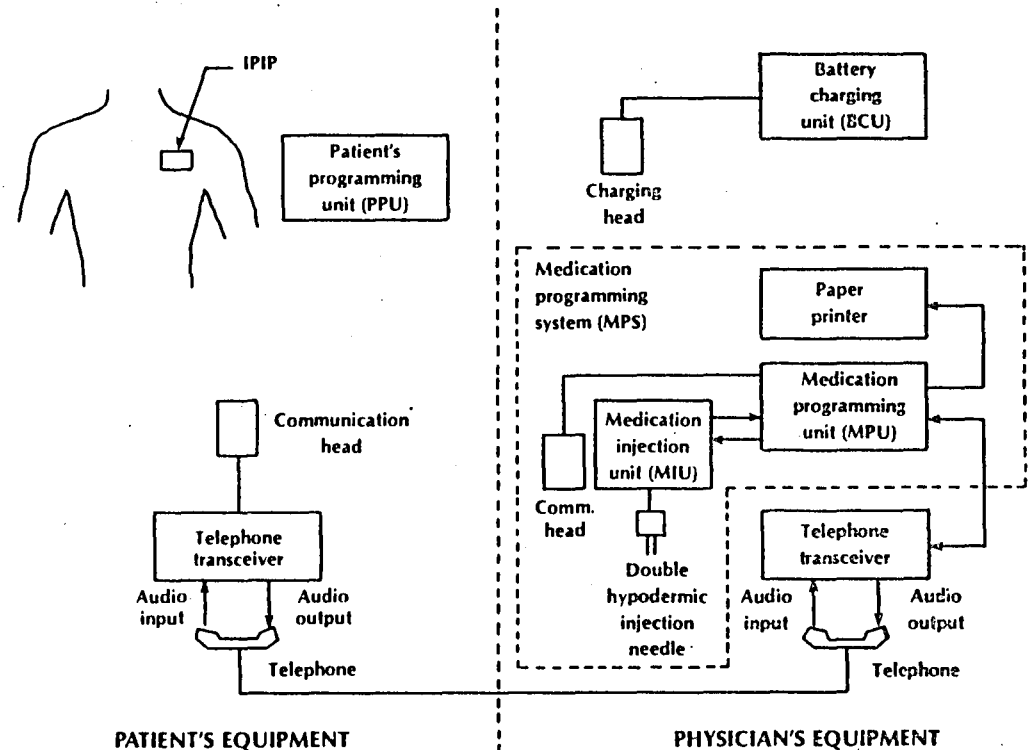 IPIP
Patient's
programming
unit (PPU)
Communication
head
Telephone
transceiver
Audio
input
Audio
output
Telephone
PATIENT'S EQUIPMENT
Battery
charging
unit (BCU)
Charging
head
Medication
programming
system (MPS)
Paper
printer
Medication
programming
unit (MPU)
Medication
injection
unit (MIU)
Comm.
head
Double
hypodermic
injection
needle
Telephone
transceiver
Audio
input
Audio
output
Telephone
PHYSICIAN'S EQUIPMENT